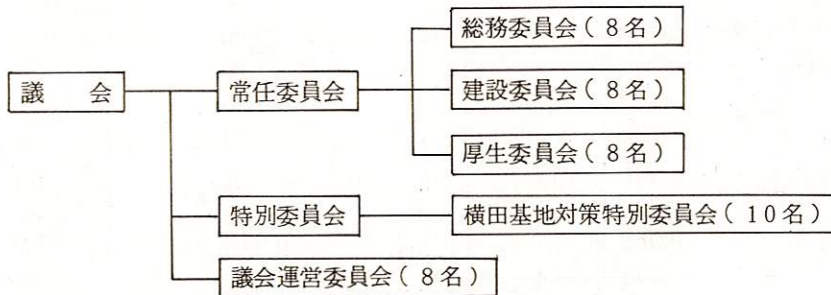 総務委員会（8名）
議　会
常任委員会
建設委員会（8名）
厚生委員会（8名）
特別委員会
横田基地対策特別委員会（10名）
議会運営委員会（8名）